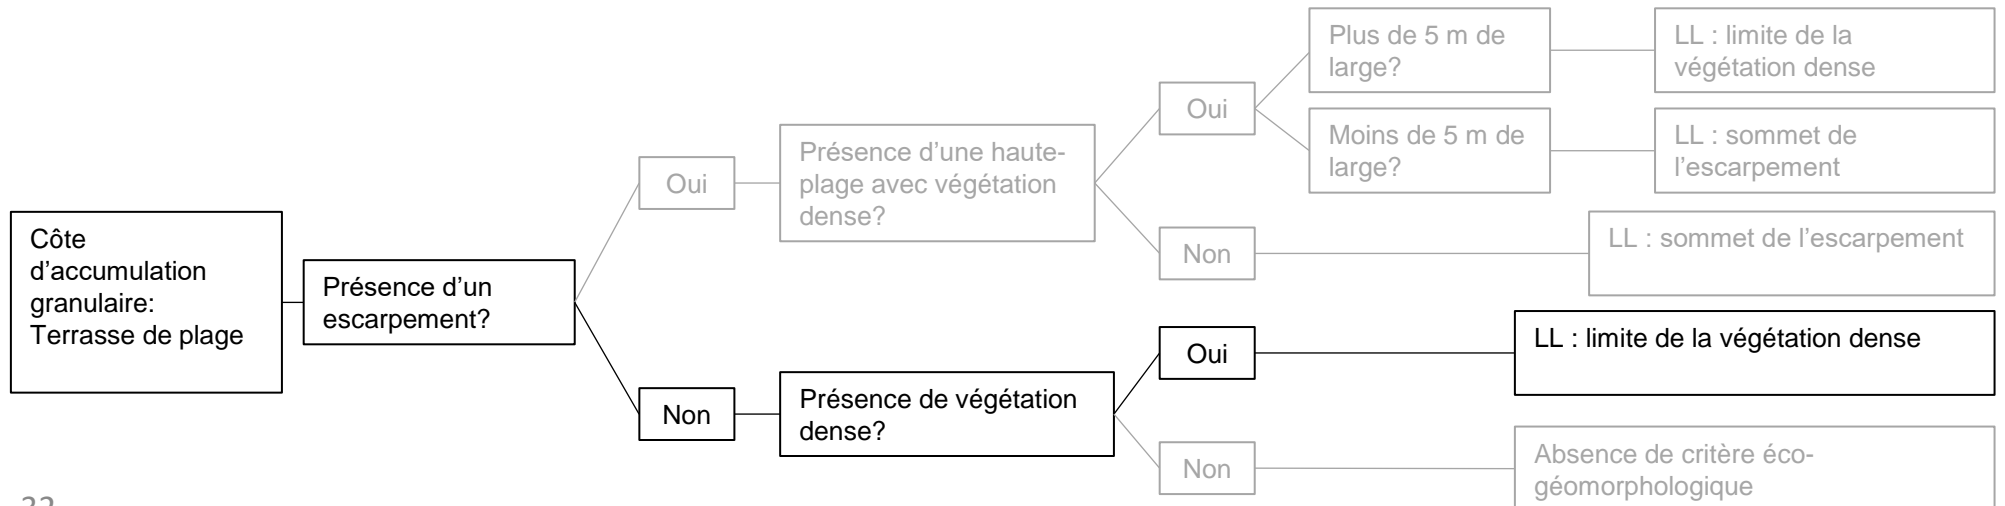 Côte
d'accumulation
granulaire:
Terrasse de plage
Présence d'un
escarpement?
Oui
Présence d'une haute-
plage avec végétation
dense?
Oui
Plus de 5 m de
large?
LL : limite de la
végétation dense
Moins de 5 m de
large?
LL : sommet de
l'escarpement
Non
LL : sommet de l'escarpement
Non
Présence de végétation
dense?
Oui
LL : limite de la végétation dense
Non
Absence de critère éco-
géomorphologique